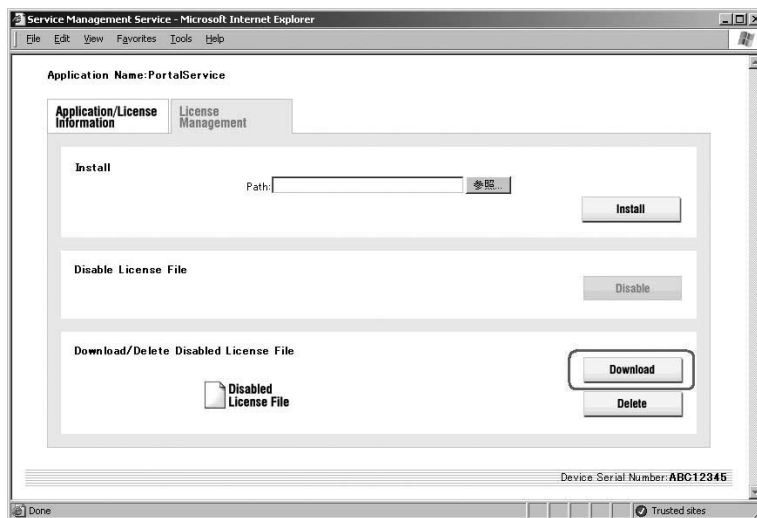 Service Management Service - Microsoft Internet Explorer
File Edit View Favorites Tools Help
Application Name:PortalService
Application/License
Information
License
Management
Install
Path:
参照...
Install
Disable License File
Disable
Download/Delete Disabled License File
Download
Disabled
License File
Delete
Device Serial Number:ABC12345
Done
Trusted sites